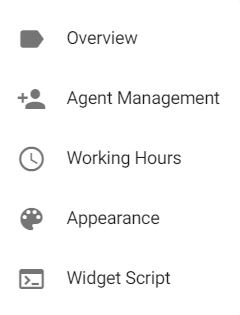 Overview
Agent Management
Working Hours
Appearance
Widget Script